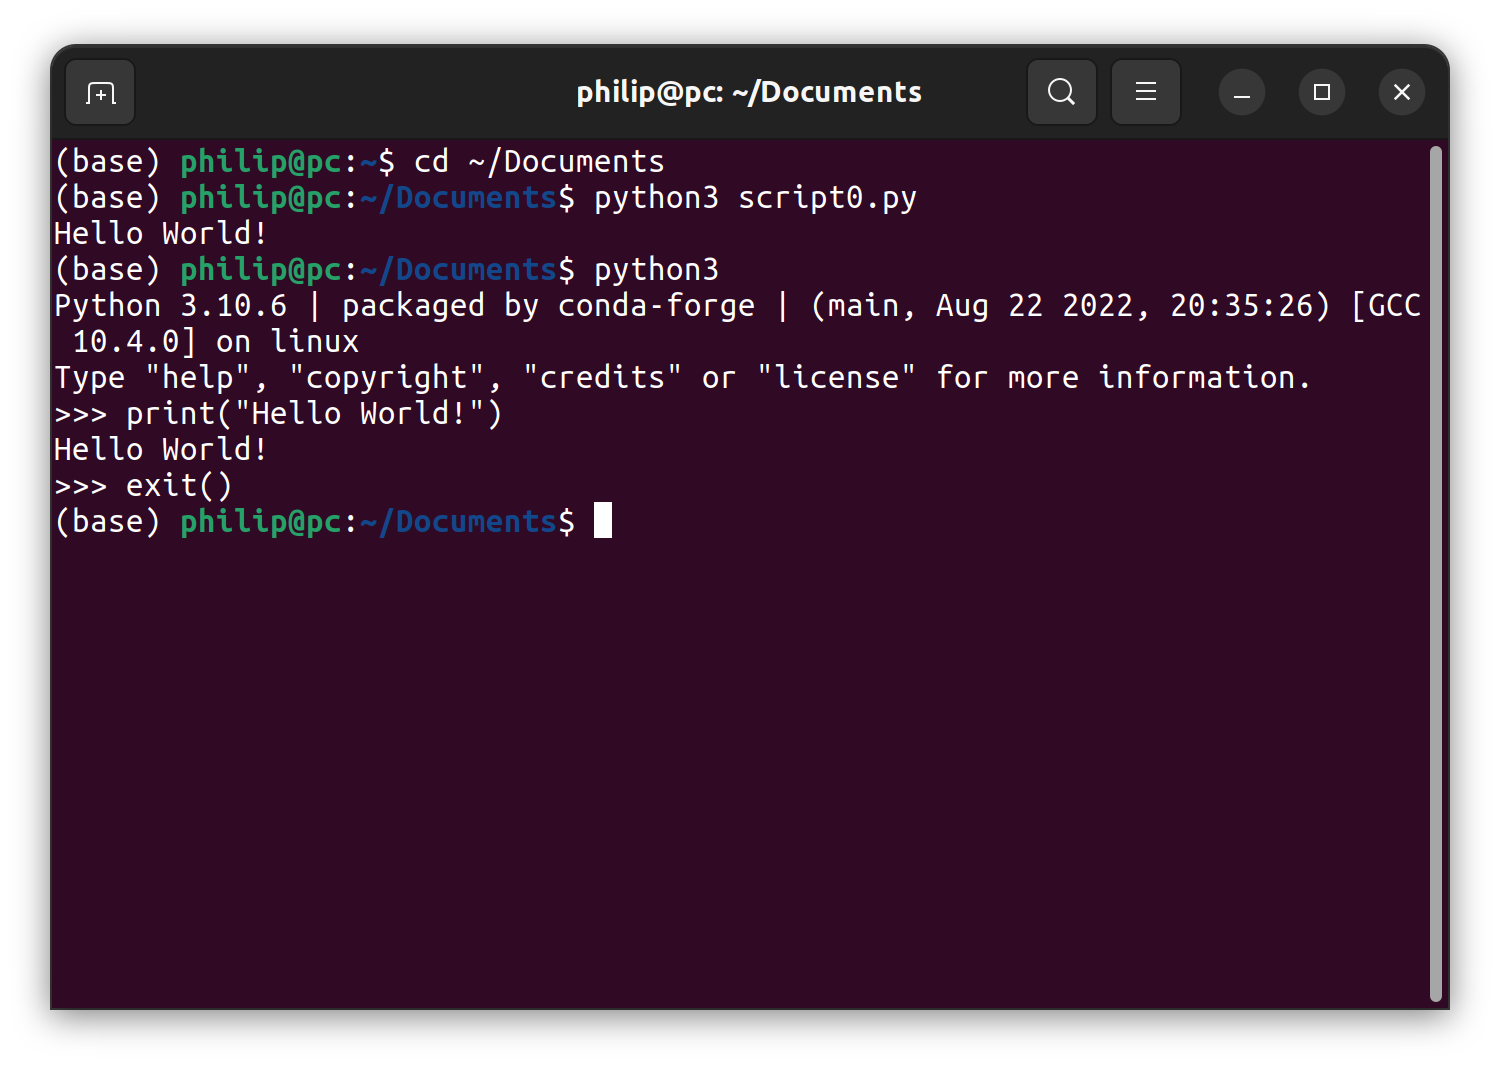 philip@pc: ~/Documents
(base) philip@pc:~$ cd ~/Documents
(base) philip@pc:~/Documents$ python3 script0.py
Hello World!
(base) philip@pc:~/Documents$ python3
Python 3.10.6 | packaged by conda-forge | (main, Aug 22 2022, 20:35:26) [GCC
 10.4.0] on linux
Type "help", "copyright", "credits" or "license" for more information.
>>> print("Hello World!")
Hello World!
>>> exit()
(base) philip@pc:~/Documents$